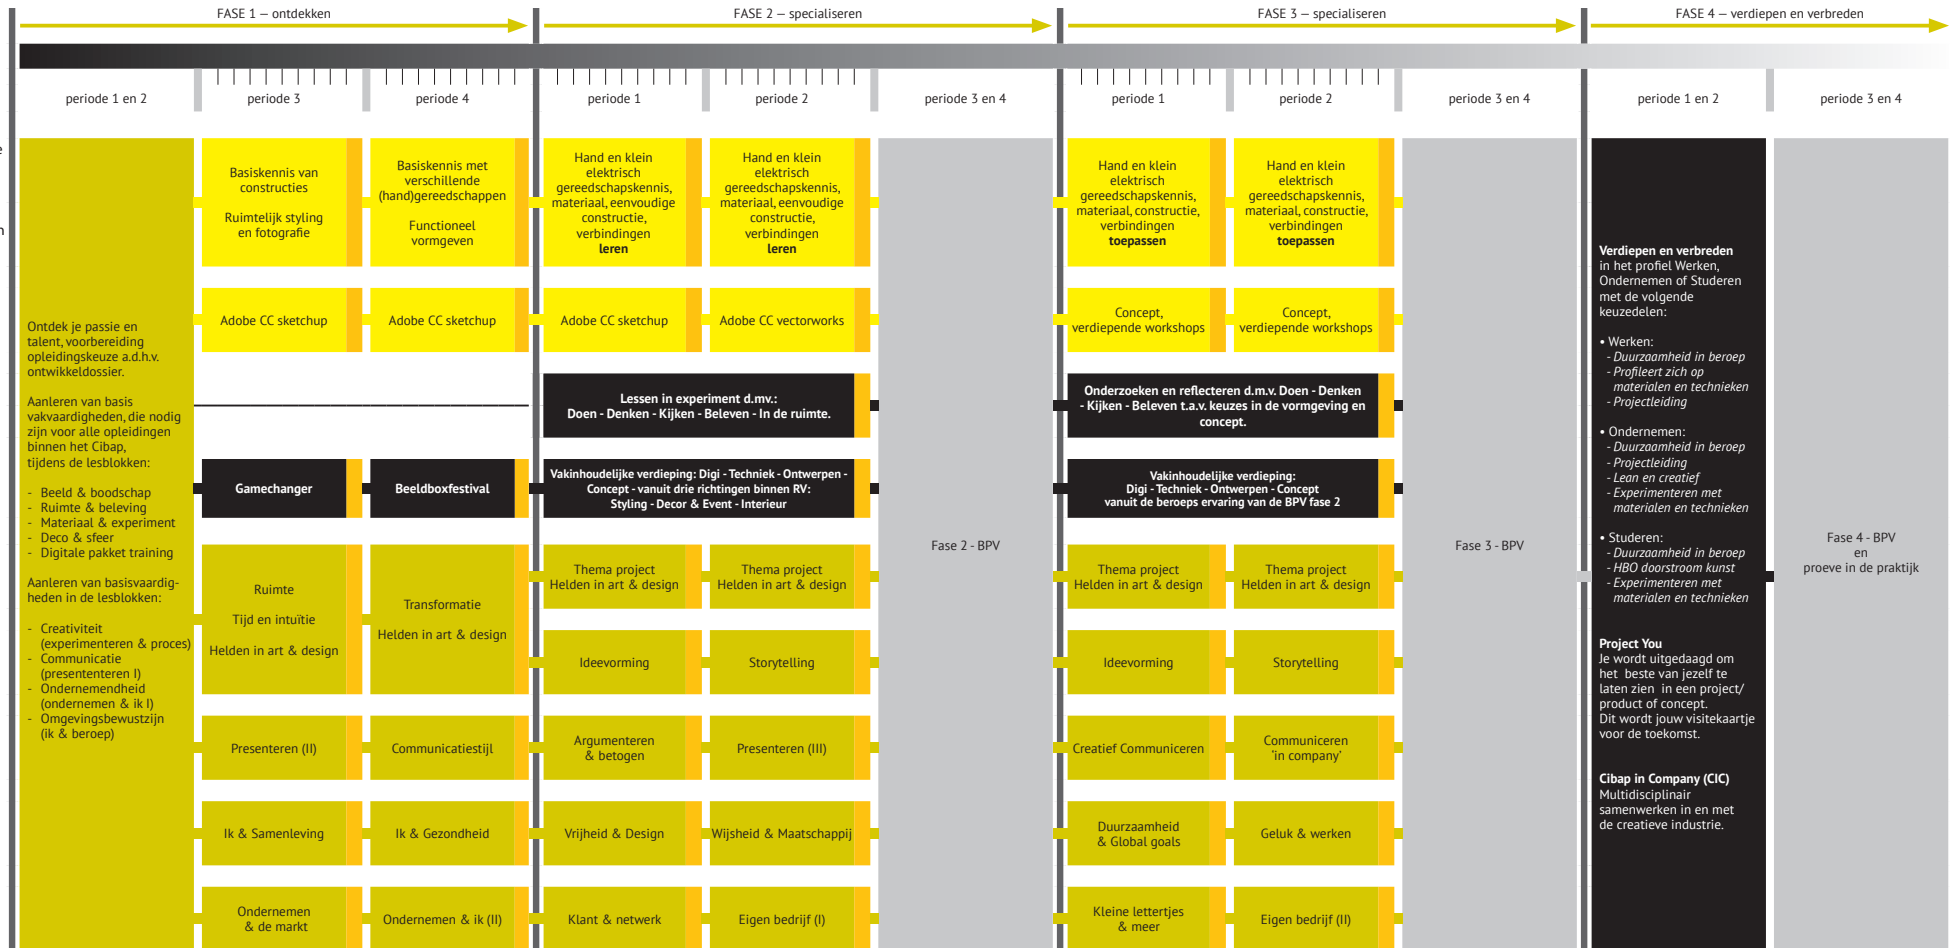 FASE 1 — ontdekken
FASE 2 — specialiseren
FASE 3 — specialiseren
FASE 4 — verdiepen en verbreden
periode 1 en 2
periode 3
periode 4
periode 1
periode 2
periode 3 en 4
periode 1
periode 2
periode 3 en 4
periode 1 en 2
periode 3 en 4
e
n
Ontdek je passie en
talent, voorbereiding
opleidingskeuze a.d.h.v.
ontwikkeldossier.
Aanleren van basis
vakvaardigheden, die nodig
zijn voor alle opleidingen
binnen het Cibap,
tijdens de lesblokken:
- Beeld & boodschap
- Ruimte & beleving
- Materiaal & experiment
- Deco & sfeer
- Digitale pakket training
Aanleren van basisvaardig-
heden in de lesblokken:
- Creativiteit
(experimenteren & proces)
- Communicatie
(presententeren I)
- Ondernemendheid
(ondernemen & ik I)
- Omgevingsbewustzijn
(ik & beroep)
Basiskennis van
constructies
Ruimtelijk styling
en fotografie
Adobe CC sketchup
Gamechanger
Ruimte
Tijd en intuïtie
Helden in art & design
Presenteren (II)
Ik & Samenleving
Ondernemen
& de markt
Basiskennis met
verschillende
(hand)gereedschappen
Functioneel
vormgeven
Adobe CC sketchup
Beeldboxfestival
Transformatie
Helden in art & design
Communicatiestijl
Ik & Gezondheid
Ondernemen & ik (II)
Hand en klein
elektrisch
gereedschapskennis,
materiaal, eenvoudige
constructie,
verbindingen
leren
Hand en klein
elektrisch
gereedschapskennis,
materiaal, eenvoudige
constructie,
verbindingen
leren
Adobe CC sketchup
Adobe CC vectorworks
Lessen in experiment d.mv.:
Doen - Denken - Kijken - Beleven - In de ruimte.
Vakinhoudelijke verdieping: Digi - Techniek - Ontwerpen -
Concept - vanuit drie richtingen binnen RV:
Styling - Decor & Event - Interieur
Thema project
Helden in art & design
Thema project
Helden in art & design
Ideevorming
Storytelling
Argumenteren
& betogen
Presenteren (III)
Vrijheid & Design
Wijsheid & Maatschappij
Klant & netwerk
Eigen bedrijf (I)
Fase 2 - BPV
Hand en klein
elektrisch
gereedschapskennis,
materiaal, constructie,
verbindingen
toepassen
Hand en klein
elektrisch
gereedschapskennis,
materiaal, constructie,
verbindingen
toepassen
Concept,
verdiepende workshops
Concept,
verdiepende workshops
Onderzoeken en reflecteren d.m.v. Doen - Denken
- Kijken - Beleven t.a.v. keuzes in de vormgeving en
concept.
Vakinhoudelijke verdieping:
Digi - Techniek - Ontwerpen - Concept
vanuit de beroeps ervaring van de BPV fase 2
Thema project
Helden in art & design
Thema project
Helden in art & design
Ideevorming
Storytelling
Creatief Communiceren
Communiceren
‘in company’
Duurzaamheid
& Global goals
Geluk & werken
Kleine lettertjes
& meer
Eigen bedrijf (II)
Fase 3 - BPV
Verdiepen en verbreden
in het profiel Werken,
Ondernemen of Studeren
met de volgende
keuzedelen:
• Werken:
- Duurzaamheid in beroep
- Profileert zich op
materialen en technieken
- Projectleiding
• Ondernemen:
- Duurzaamheid in beroep
- Projectleiding
- Lean en creatief
- Experimenteren met
materialen en technieken
• Studeren:
- Duurzaamheid in beroep
- HBO doorstroom kunst
- Experimenteren met
materialen en technieken
Project You
Je wordt uitgedaagd om
het beste van jezelf te
laten zien in een project/
product of concept.
Dit wordt jouw visitekaartje
voor de toekomst.
Cibap in Company (CIC)
Multidisciplinair
samenwerken in en met
de creatieve industrie.
Fase 4 - BPV
en
proeve in de praktijk